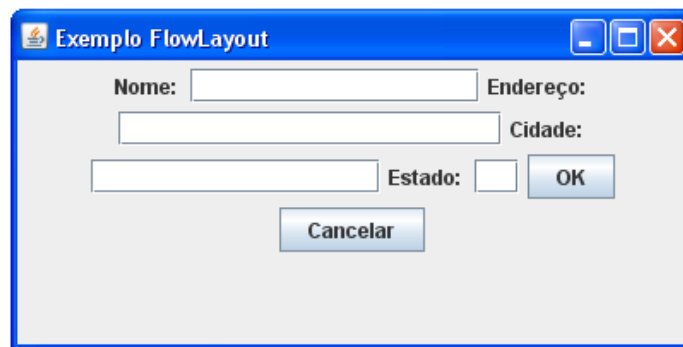 Exemplo FlowLayout
Nome: Endereço:
Cidade:
Estado: OK
Cancelar